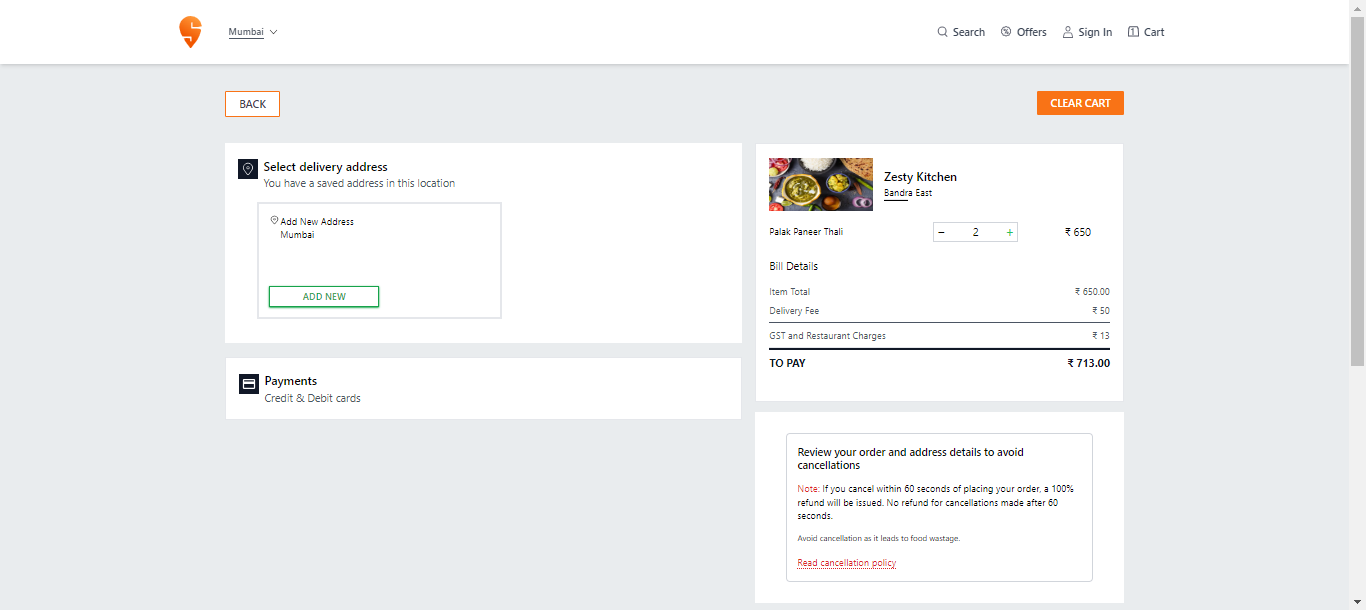 Mumbai
Search
Offers
Sign In
1 Cart
BACK
CLEAR CART
Select delivery address
You have a saved address in this location
Add New Address
Mumbai
ADD NEW
Payments
Credit & Debit cards
Zesty Kitchen
Bandra East
Palak Paneer Thali − 2 + ₹ 650
Bill Details
Item Total ₹ 650.00
Delivery Fee ₹ 50
GST and Restaurant Charges ₹ 13
TO PAY ₹ 713.00
Review your order and address details to avoid
cancellations
Note: If you cancel within 60 seconds of placing your order, a 100%
refund will be issued. No refund for cancellations made after 60
seconds.
Avoid cancellation as it leads to food wastage.
Read cancellation policy